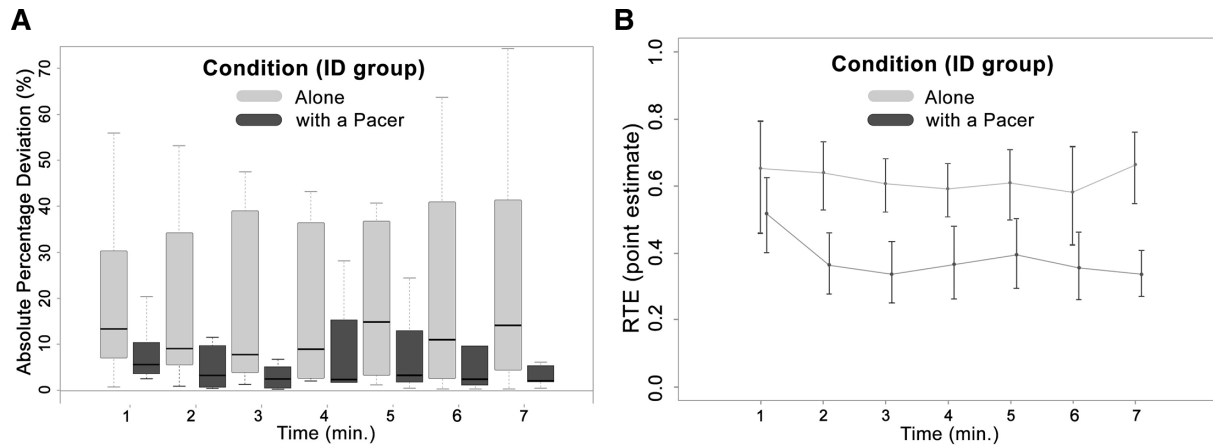 A
Condition (ID group)
Alone
with a Pacer
Absolute Percentage Deviation (%)
70
60
50
40
30
20
10
0
1 2 3 4 5 6 7
Time (min.)
B
Condition (ID group)
Alone
with a Pacer
RTE (point estimate)
1.0
0.8
0.6
0.4
0.2
0.0
1 2 3 4 5 6 7
Time (min.)